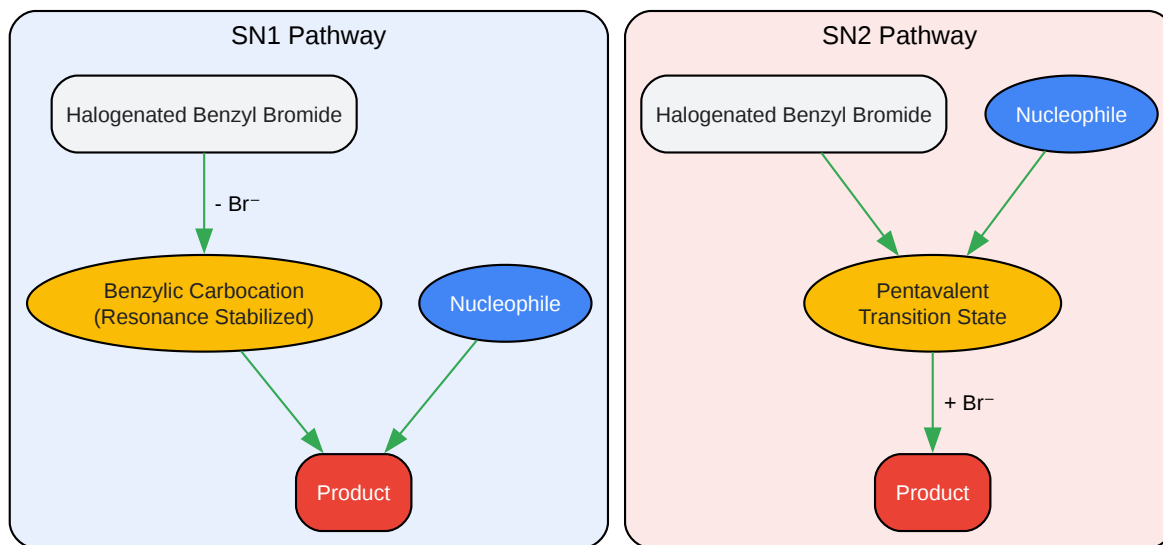 SN1 Pathway
Halogenated Benzyl Bromide
- Br⁻
Benzylic Carbocation
(Resonance Stabilized)
Nucleophile
Product
SN2 Pathway
Halogenated Benzyl Bromide
Nucleophile
Pentavalent
Transition State
+ Br⁻
Product